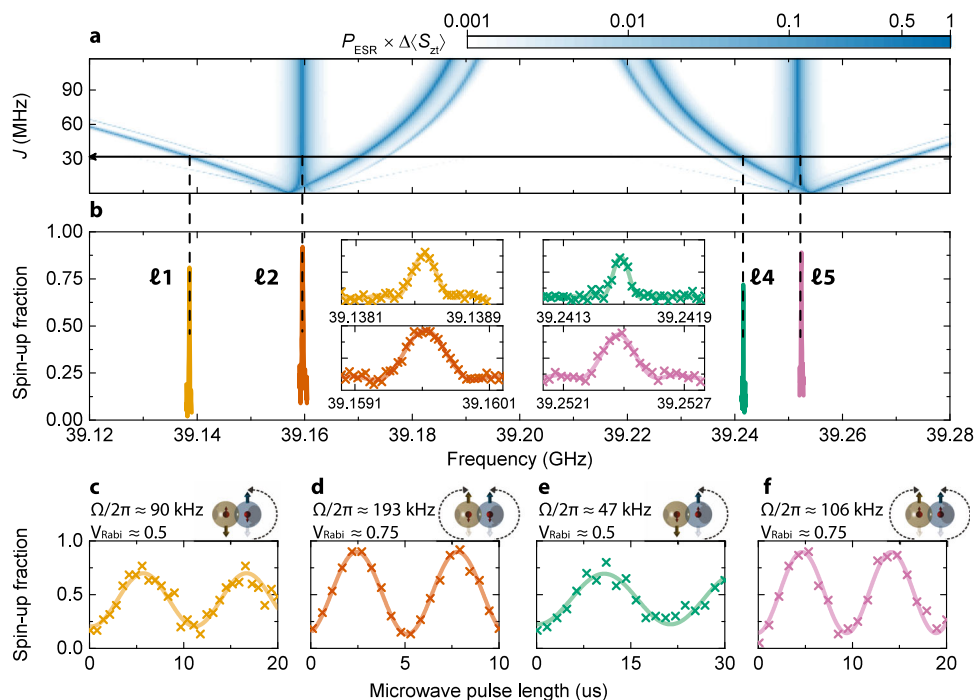 0.001 0.01 0.1 0.5 1
a P_ESR × Δ⟨S_zt⟩
J (MHz)
90
60
30
b
Spin-up fraction
1.00
0.75
0.50
0.25
0.00
ℓ1 ℓ2 ℓ4 ℓ5
39.1381 39.1389 39.2413 39.2419
39.1591 39.1601 39.2521 39.2527
39.12 39.14 39.16 39.18 39.20 39.22 39.24 39.26 39.28
Frequency (GHz)
c d e f
Ω/2π ≈ 90 kHz Ω/2π ≈ 193 kHz Ω/2π ≈ 47 kHz Ω/2π ≈ 106 kHz
V_Rabi ≈ 0.5 V_Rabi ≈ 0.75 V_Rabi ≈ 0.5 V_Rabi ≈ 0.75
Spin-up fraction
1.0
0.5
0.0
0 10 20 0 5 10 0 15 30 0 10 20
Microwave pulse length (us)